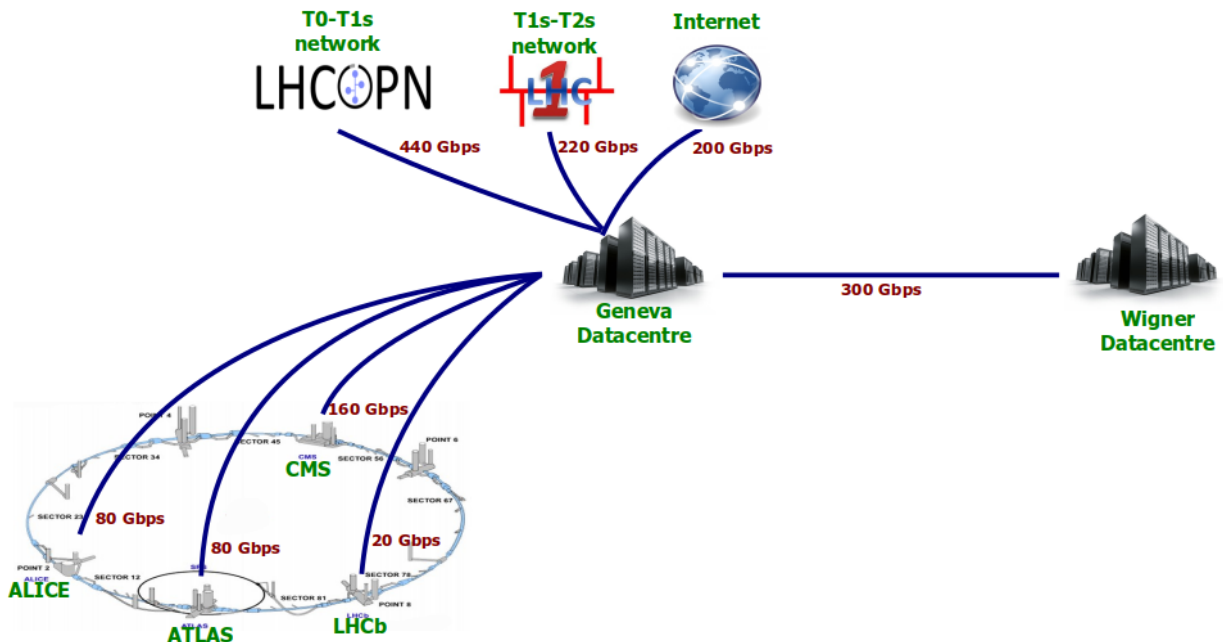 T0-T1s
network
LHCOPN
T1s-T2s
network
LHC
1
Internet
440 Gbps
220 Gbps
200 Gbps
Geneva
Datacentre
300 Gbps
Wigner
Datacentre
160 Gbps
POINT 4
SECTOR 45
CMS
CMS
SECTOR 56
POINT 6
SECTOR 34
SECTOR 67
SECTOR 23
80 Gbps
80 Gbps
20 Gbps
POINT 2
ALICE
ALICE
SECTOR 12
SPS
SECTOR 81
SECTOR 78
POINT 8
LHCb
LHCb
ATLAS
ATLAS